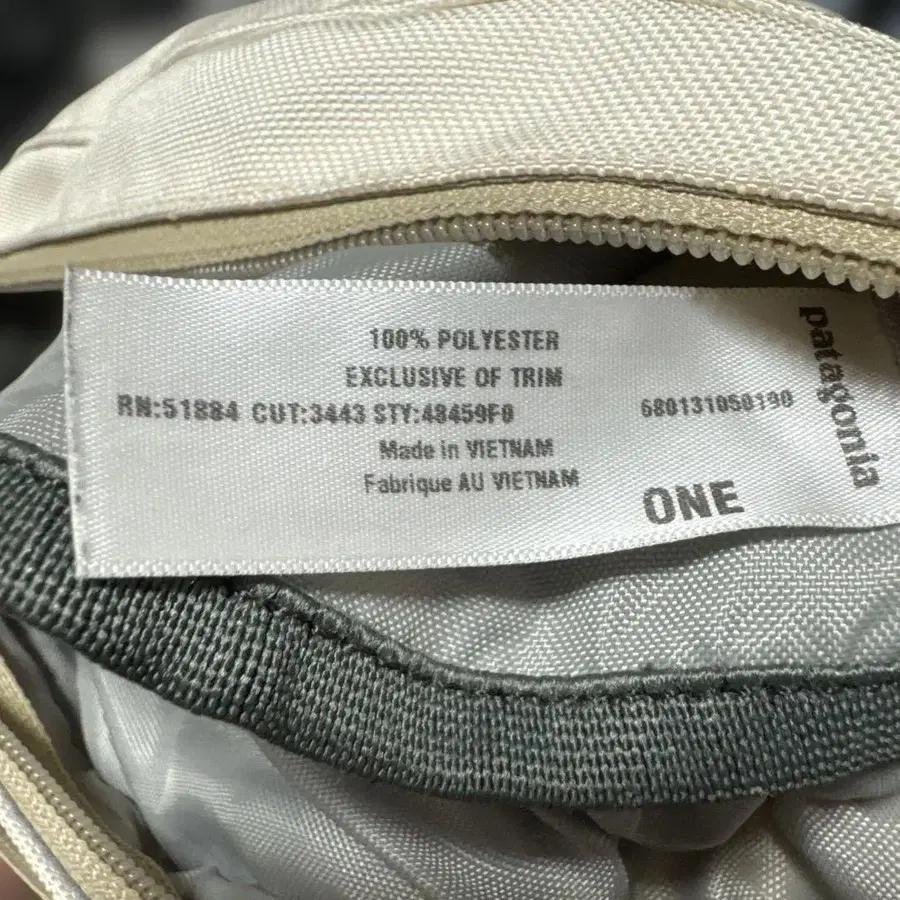 100% POLYESTER
EXCLUSIVE OF TRIM
RN:51884 CUT:3443 STY:48459F0
680131050190
Made in VIETNAM
Fabrique AU VIETNAM
ONE
patagonia